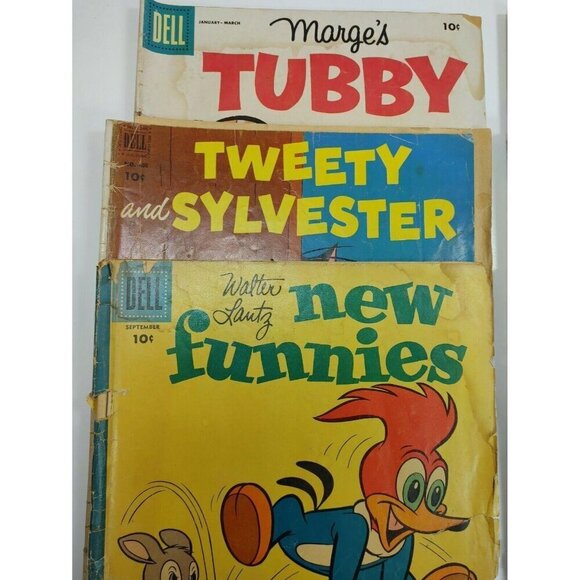 DELL
JANUARY - MARCH
Marge's
10¢
TUBBY
DELL
10¢
TWEETY
and SYLVESTER
DELL
SEPTEMBER
10¢
Walter
Lantz
new
funnies